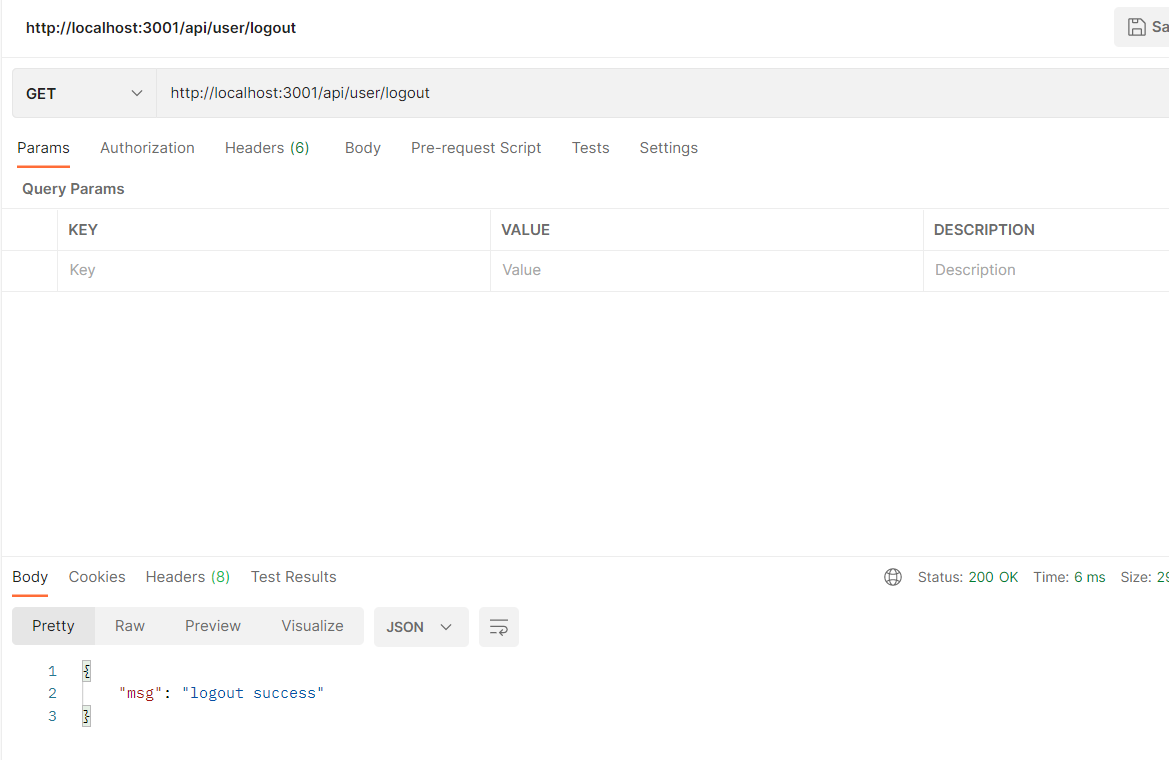 http://localhost:3001/api/user/logout
Sa
GET http://localhost:3001/api/user/logout
Params Authorization Headers (6) Body Pre-request Script Tests Settings
Query Params
KEY VALUE DESCRIPTION
Key Value Description
Body Cookies Headers (8) Test Results Status: 200 OK Time: 6 ms Size: 29
Pretty Raw Preview Visualize JSON
1 {
2 "msg": "logout success"
3 }